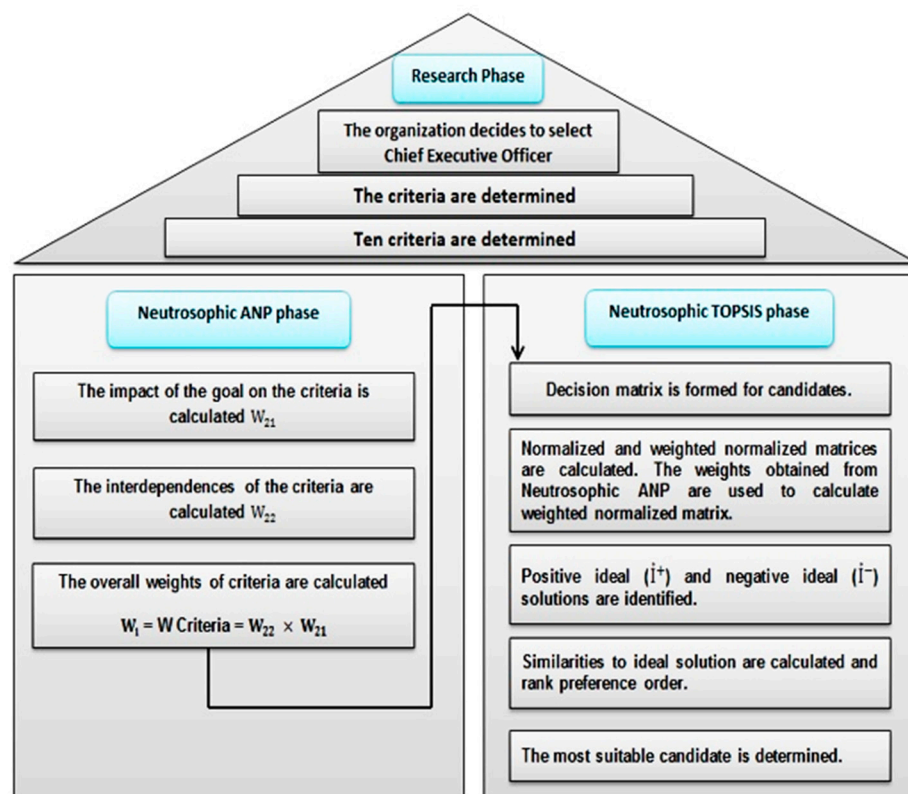 Research Phase
The organization decides to select
Chief Executive Officer
The criteria are determined
Ten criteria are determined
Neutrosophic ANP phase
The impact of the goal on the criteria is
calculated W₂₁
The interdependences of the criteria are
calculated W₂₂
The overall weights of criteria are calculated
Wᵢ = W Criteria = W₂₂ × W₂₁
Neutrosophic TOPSIS phase
Decision matrix is formed for candidates.
Normalized and weighted normalized matrices
are calculated. The weights obtained from
Neutrosophic ANP are used to calculate
weighted normalized matrix.
Positive ideal (İ⁺) and negative ideal (İ⁻)
solutions are identified.
Similarities to ideal solution are calculated and
rank preference order.
The most suitable candidate is determined.